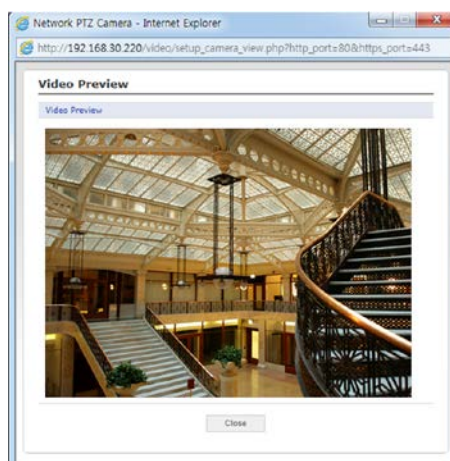 Network PTZ Camera - Internet Explorer
http://192.168.30.220/video/setup_camera_view.php?http_port=80&https_port=443
Video Preview
Video Preview
Close